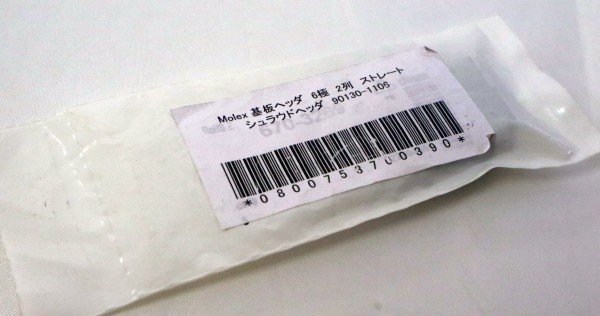 Molex 基板ヘッダ 6極 2列 ストレート
シュラウドヘッダ 90130-1106
*0800753700390*